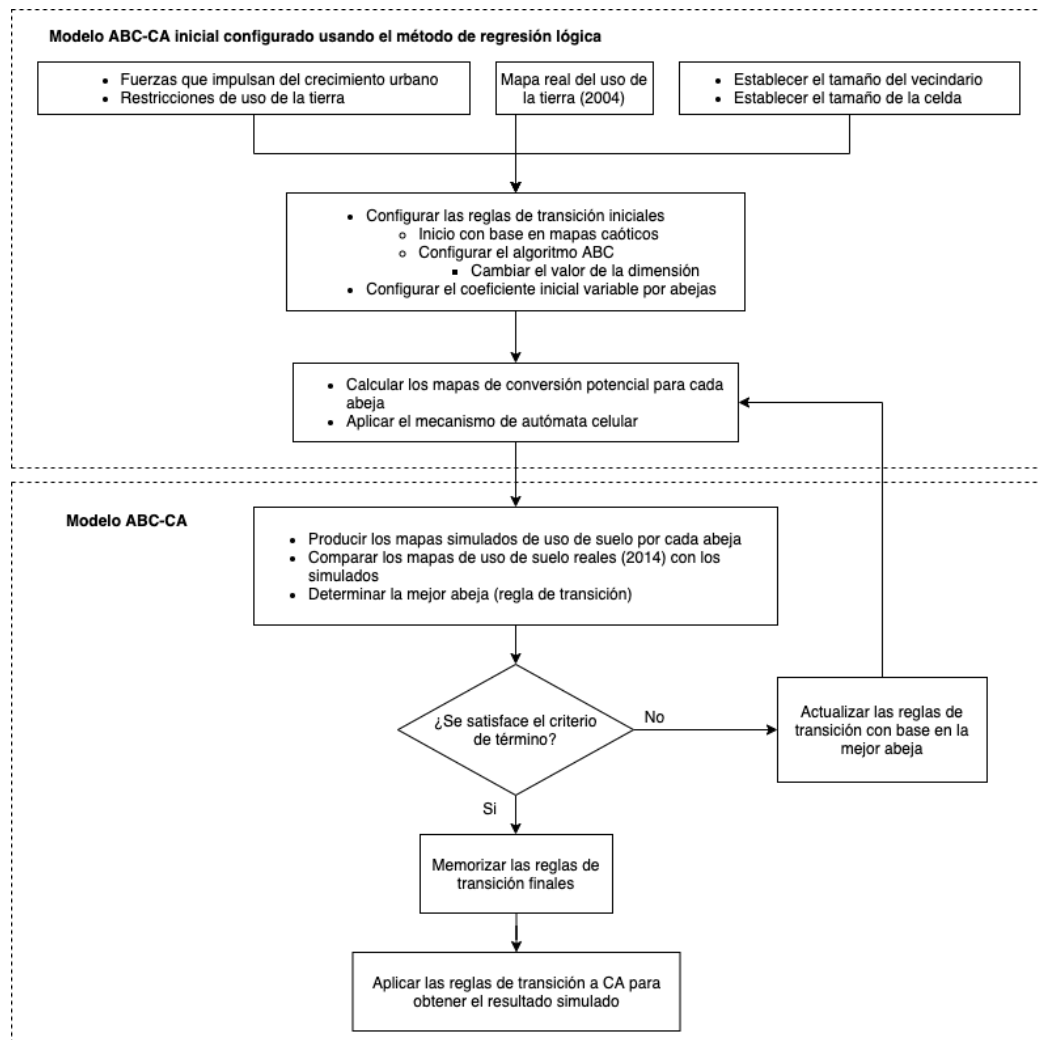 Modelo ABC-CA inicial configurado usando el método de regresión lógica
• Fuerzas que impulsan del crecimiento urbano
• Restricciones de uso de la tierra
Mapa real del uso de
la tierra (2004)
• Establecer el tamaño del vecindario
• Establecer el tamaño de la celda
• Configurar las reglas de transición iniciales
○ Inicio con base en mapas caóticos
○ Configurar el algoritmo ABC
▪ Cambiar el valor de la dimensión
• Configurar el coeficiente inicial variable por abejas
• Calcular los mapas de conversión potencial para cada
abeja
• Aplicar el mecanismo de autómata celular
Modelo ABC-CA
• Producir los mapas simulados de uso de suelo por cada abeja
• Comparar los mapas de uso de suelo reales (2014) con los
simulados
• Determinar la mejor abeja (regla de transición)
¿Se satisface el criterio
de término?
No
Actualizar las reglas de
transición con base en la
mejor abeja
Si
Memorizar las reglas de
transición finales
Aplicar las reglas de transición a CA para
obtener el resultado simulado